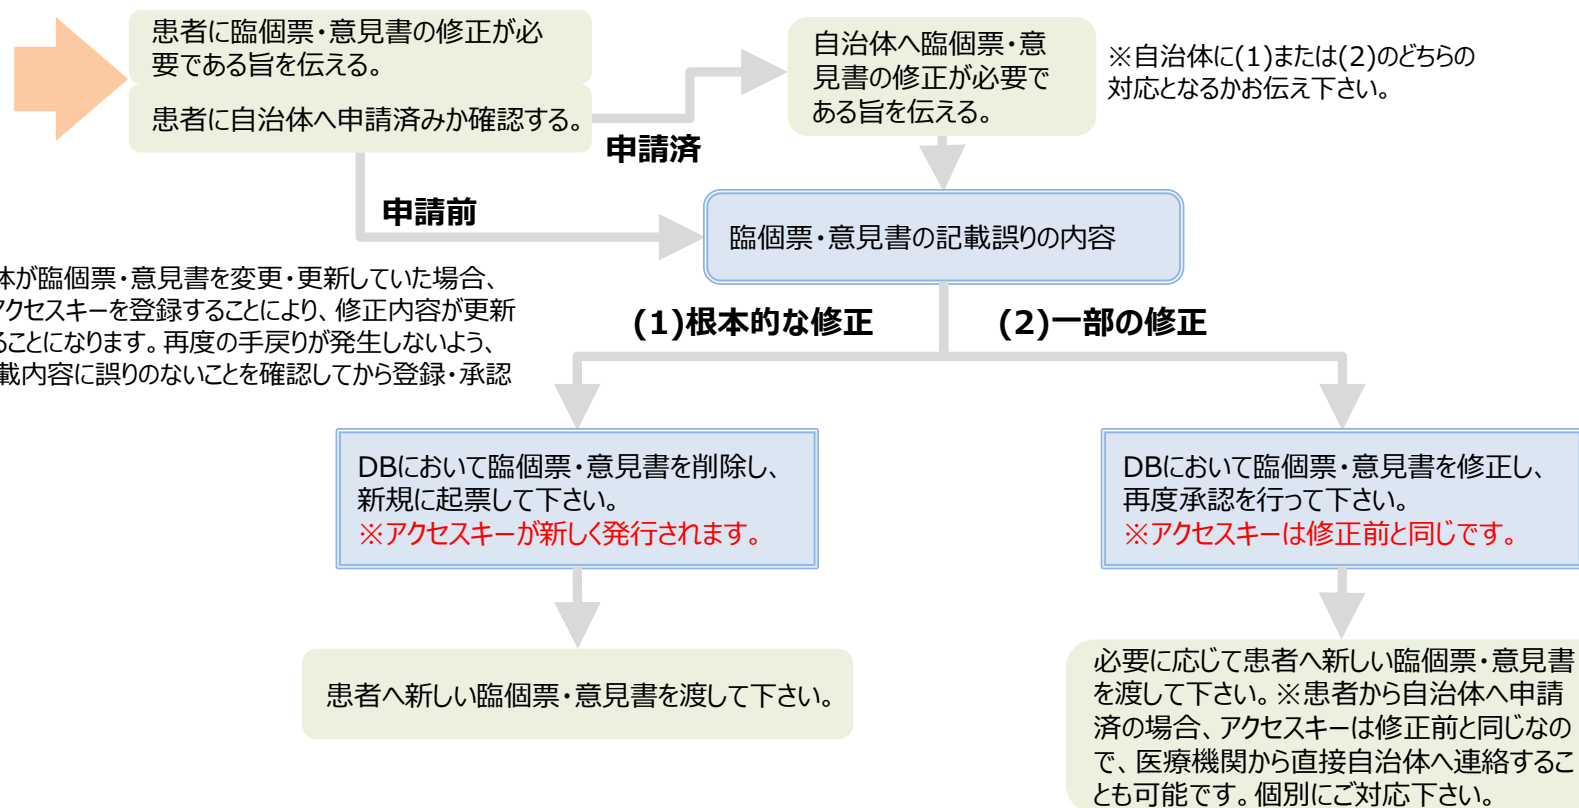 患者に臨個票・意見書の修正が必
要である旨を伝える。
患者に自治体へ申請済みか確認する。
自治体へ臨個票・意
見書の修正が必要で
ある旨を伝える。
※自治体に(1)または(2)のどちらの
対応となるかお伝え下さい。
申請済
申請前
臨個票・意見書の記載誤りの内容
体が臨個票・意見書を変更・更新していた場合、
アクセスキーを登録することにより、修正内容が更新
ることになります。再度の手戻りが発生しないよう、
載内容に誤りのないことを確認してから登録・承認
(1)根本的な修正
(2)一部の修正
DBにおいて臨個票・意見書を削除し、
新規に起票して下さい。
※アクセスキーが新しく発行されます。
DBにおいて臨個票・意見書を修正し、
再度承認を行って下さい。
※アクセスキーは修正前と同じです。
患者へ新しい臨個票・意見書を渡して下さい。
必要に応じて患者へ新しい臨個票・意見書
を渡して下さい。※患者から自治体へ申請
済の場合、アクセスキーは修正前と同じなの
で、医療機関から直接自治体へ連絡するこ
とも可能です。個別にご対応下さい。